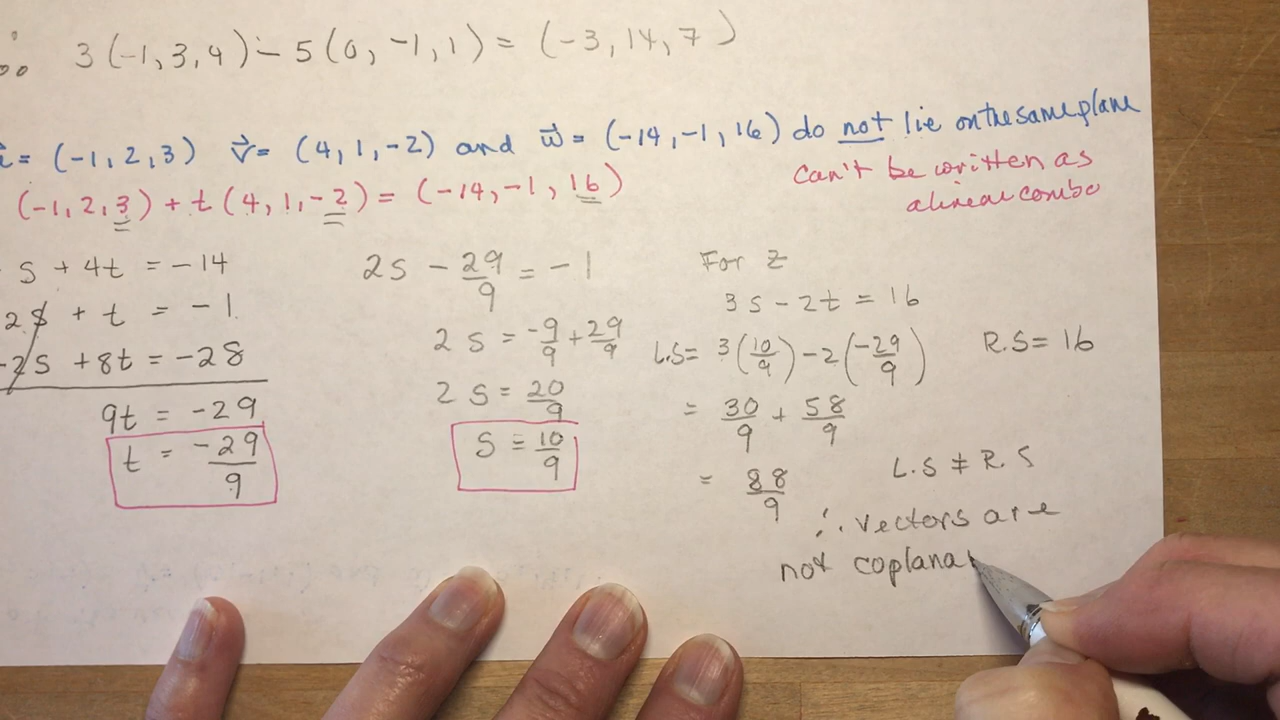 ∴ 3(-1,3,4) - 5(0,-1,1) = (-3,14,7)
= (-1,2,3) v⃗= (4,1,-2) and w⃗ = (-14,-1,16) do not lie on the same plane
can't be written as
a linear combo
(-1,2,3) + t(4,1,-2) = (-14,-1,16)
s + 4t = -14
2s + t = -1
-2s + 8t = -28
9t = -29
t = -29/9
2s - 29/9 = -1
2s = -9/9 + 29/9
2s = 20/9
s = 10/9
For z
3s - 2t = 16
L.S= 3(10/9) - 2(-29/9) R.S= 16
= 30/9 + 58/9
= 88/9
L.S ≠ R.S
∴ vectors are
not coplanar